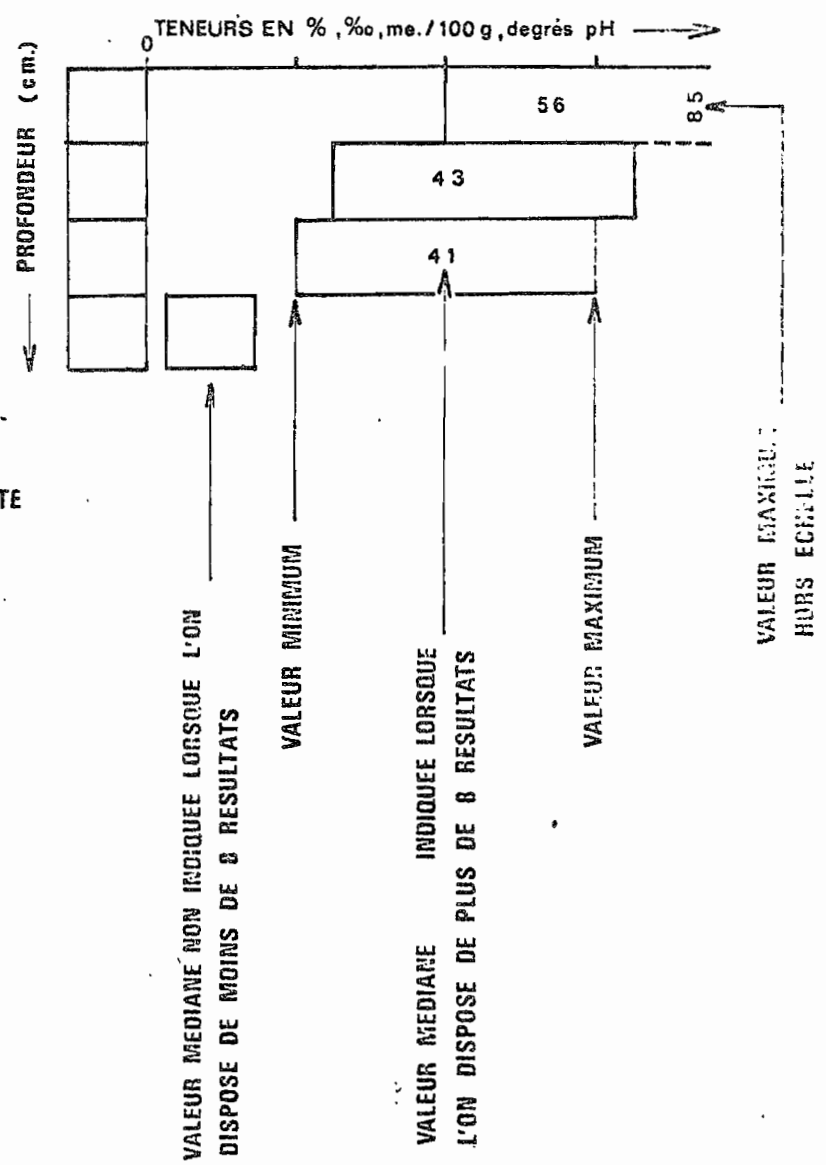 TENEURS EN % , ‰, me./ 100 g , degrés pH
0
PROFONDEUR (cm.)
56
85
43
41
TE
VALEUR MEDIANE NON INDIQUEE LORSQUE L'ON
DISPOSE DE MOINS DE 8 RESULTATS
VALEUR MINIMUM
VALEUR MEDIANE INDIQUEE LORSQUE
L'ON DISPOSE DE PLUS DE 8 RESULTATS
VALEUR MAXIMUM
VALEUR MAXIMUM
HORS ECHELLE